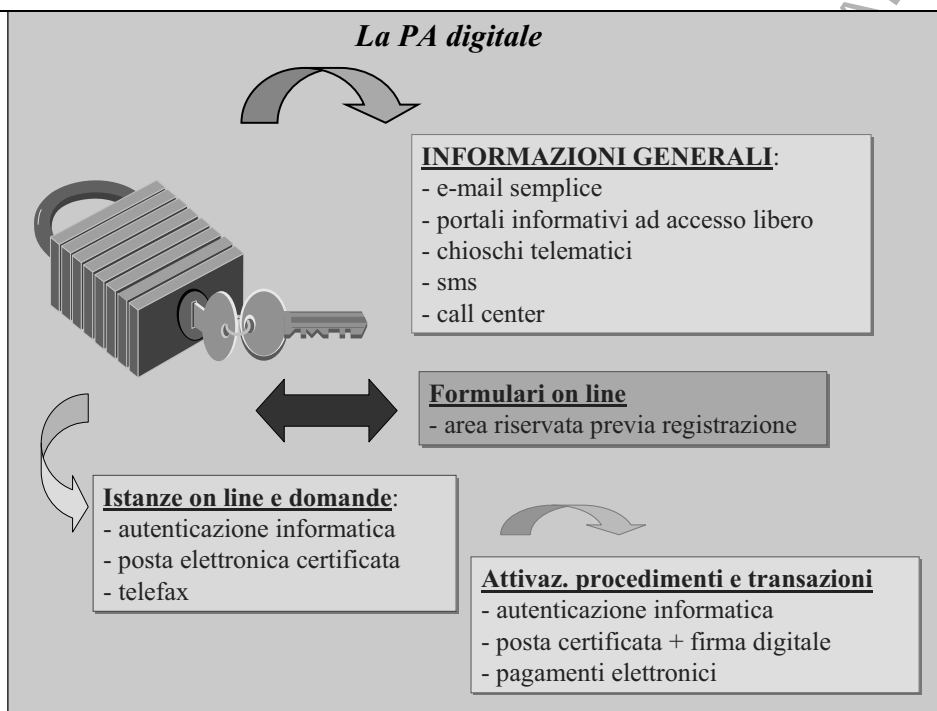 La PA digitale
INFORMAZIONI GENERALI:
- e-mail semplice
- portali informativi ad accesso libero
- chioschi telematici
- sms
- call center
Formulari on line
- area riservata previa registrazione
Istanze on line e domande:
- autenticazione informatica
- posta elettronica certificata
- telefax
Attivaz. procedimenti e transazioni
- autenticazione informatica
- posta certificata + firma digitale
- pagamenti elettronici